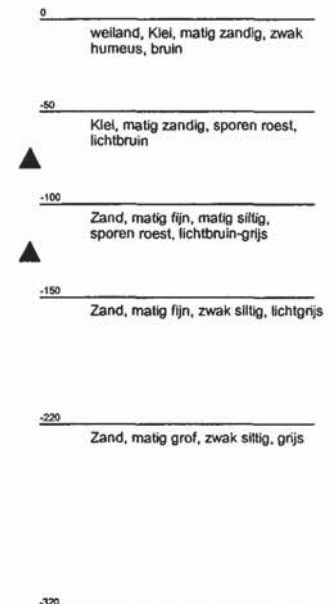 0
weiland, Klei, matig zandig, zwak
humeus, bruin
-50
Klei, matig zandig, sporen roest,
lichtbruin
-100
Zand, matig fijn, matig siltig,
sporen roest, lichtbruin-grijs
-150
Zand, matig fijn, zwak siltig, lichtgrijs
-220
Zand, matig grof, zwak siltig, grijs
-320